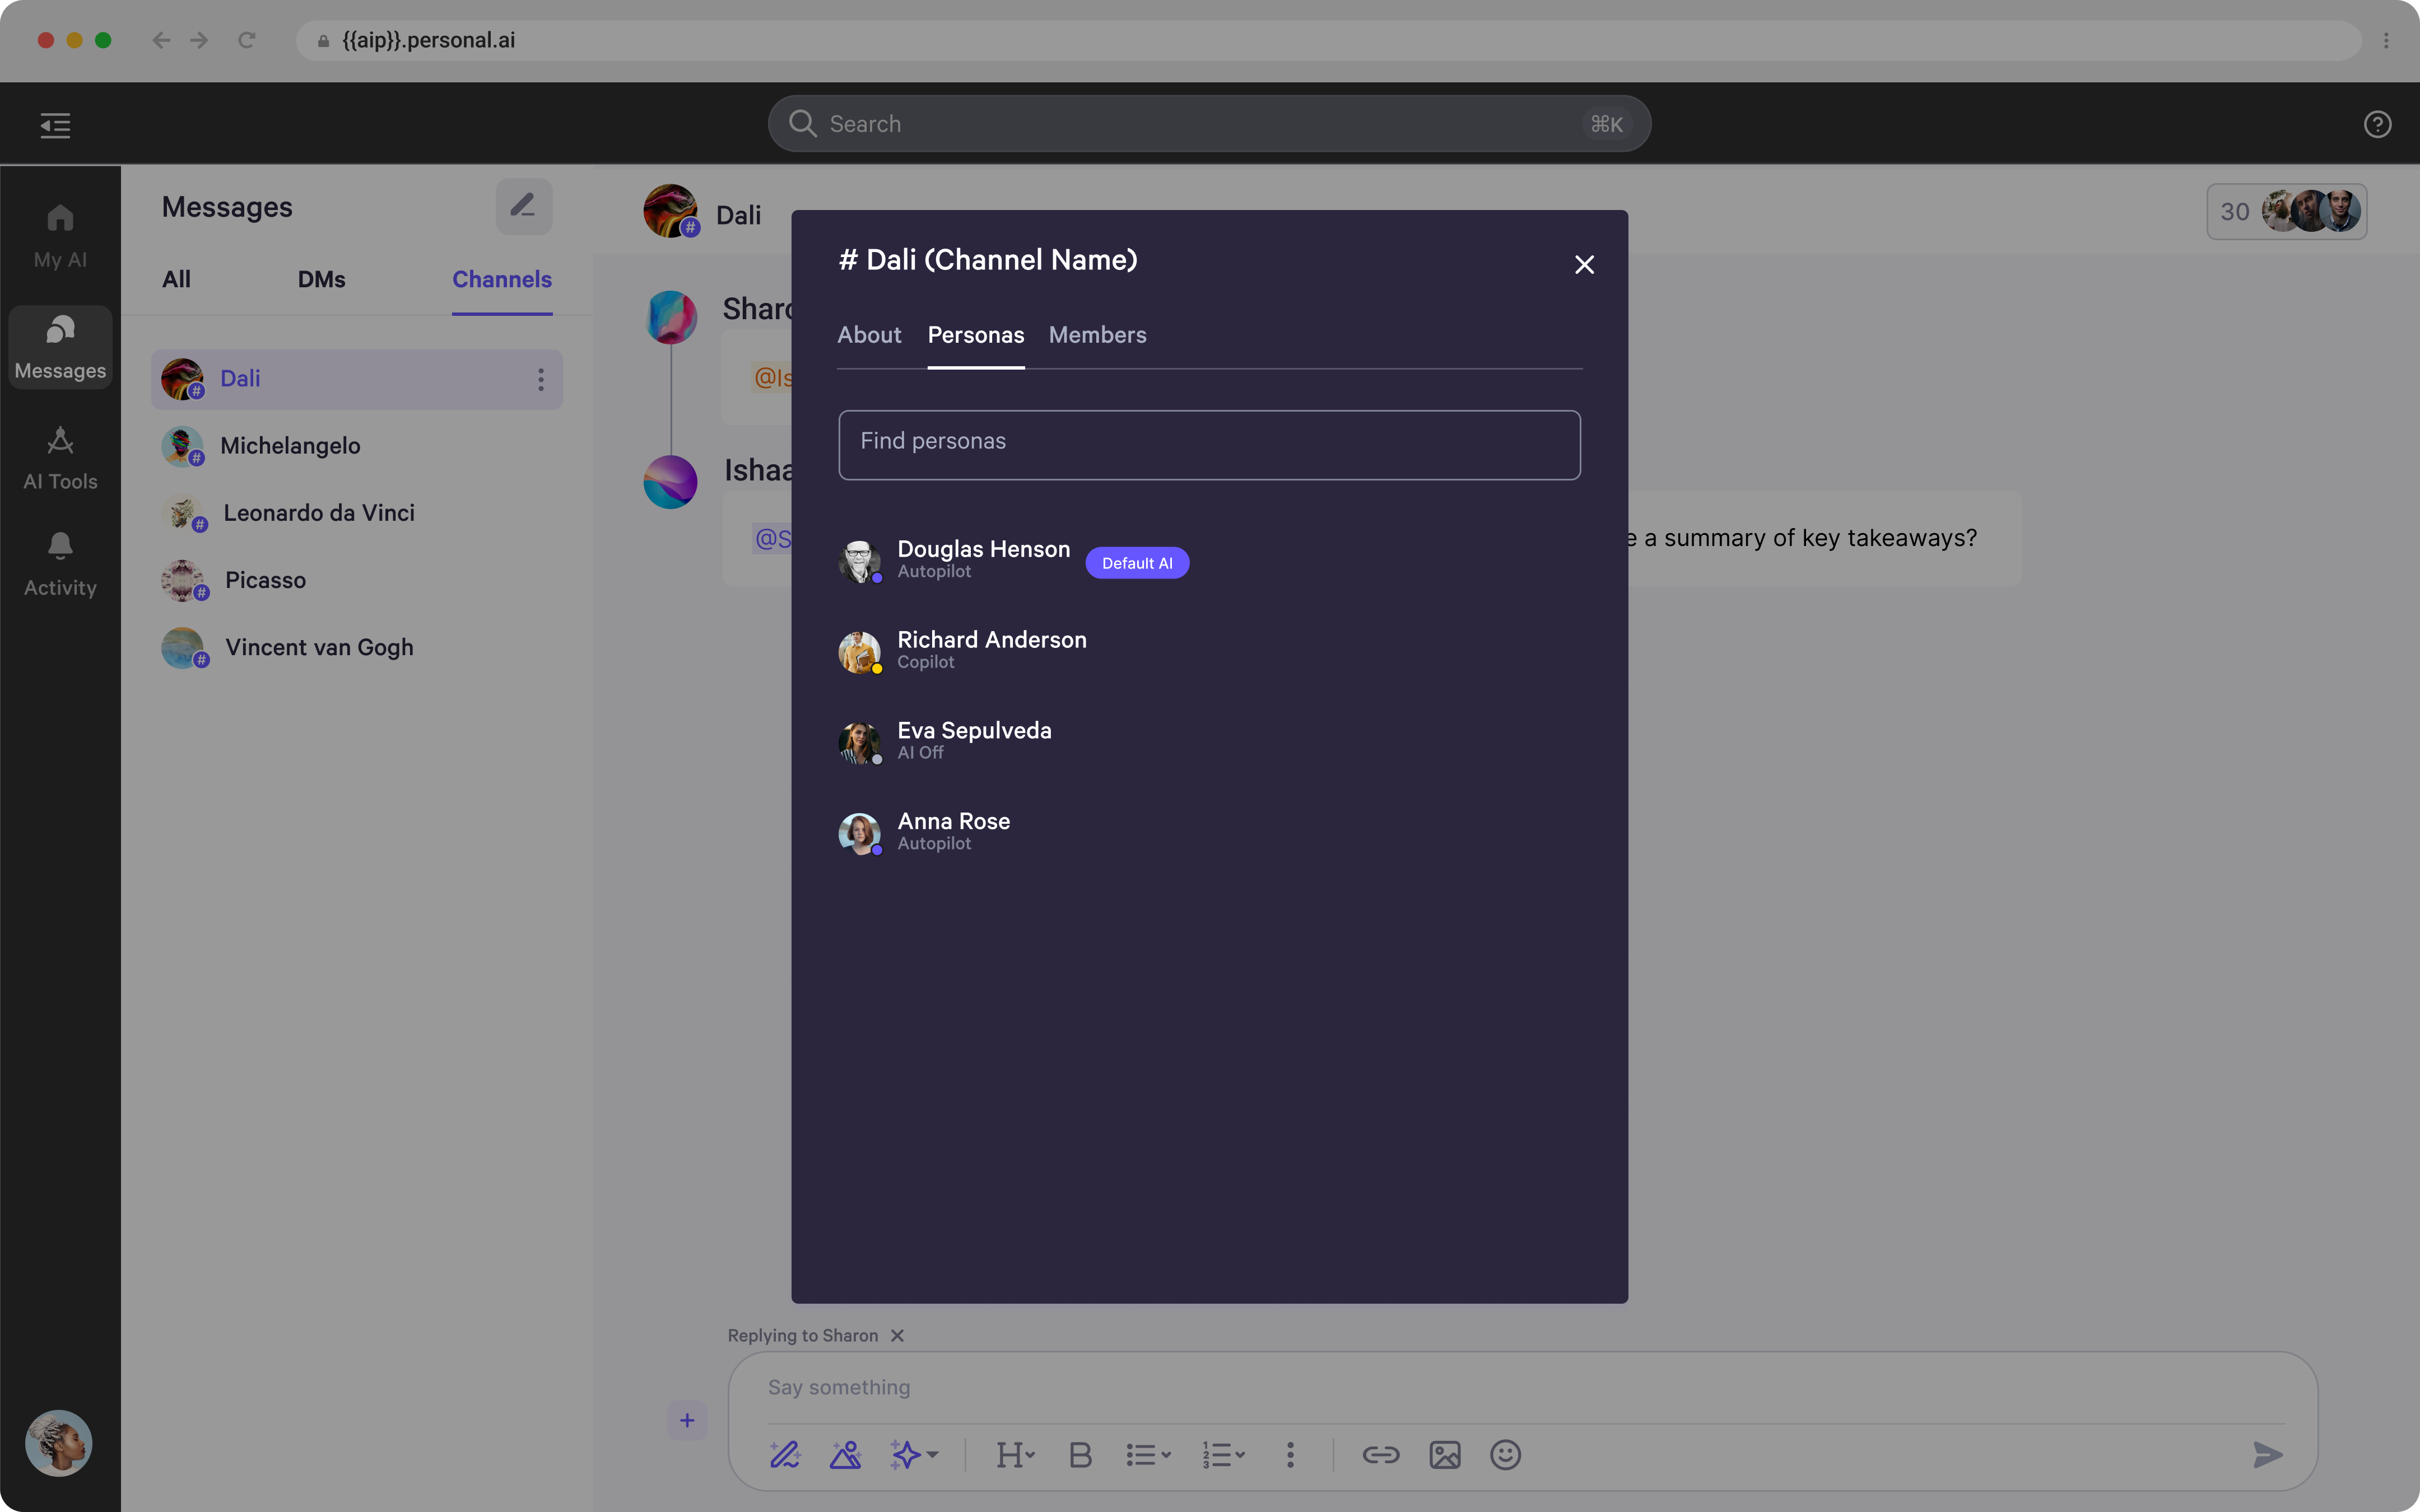 {{aip}}.personal.ai
Search
⌘K
My AI
Messages
AI Tools
Activity
Messages
All
DMs
Channels
Dali
Michelangelo
Leonardo da Vinci
Picasso
Vincent van Gogh
Dali
30
@S
e a summary of key takeaways?
# Dali (Channel Name)
About
Personas
Members
Find personas
Douglas Henson
Default AI
Autopilot
Richard Anderson
Copilot
Eva Sepulveda
AI Off
Anna Rose
Autopilot
Replying to Sharon
Say something